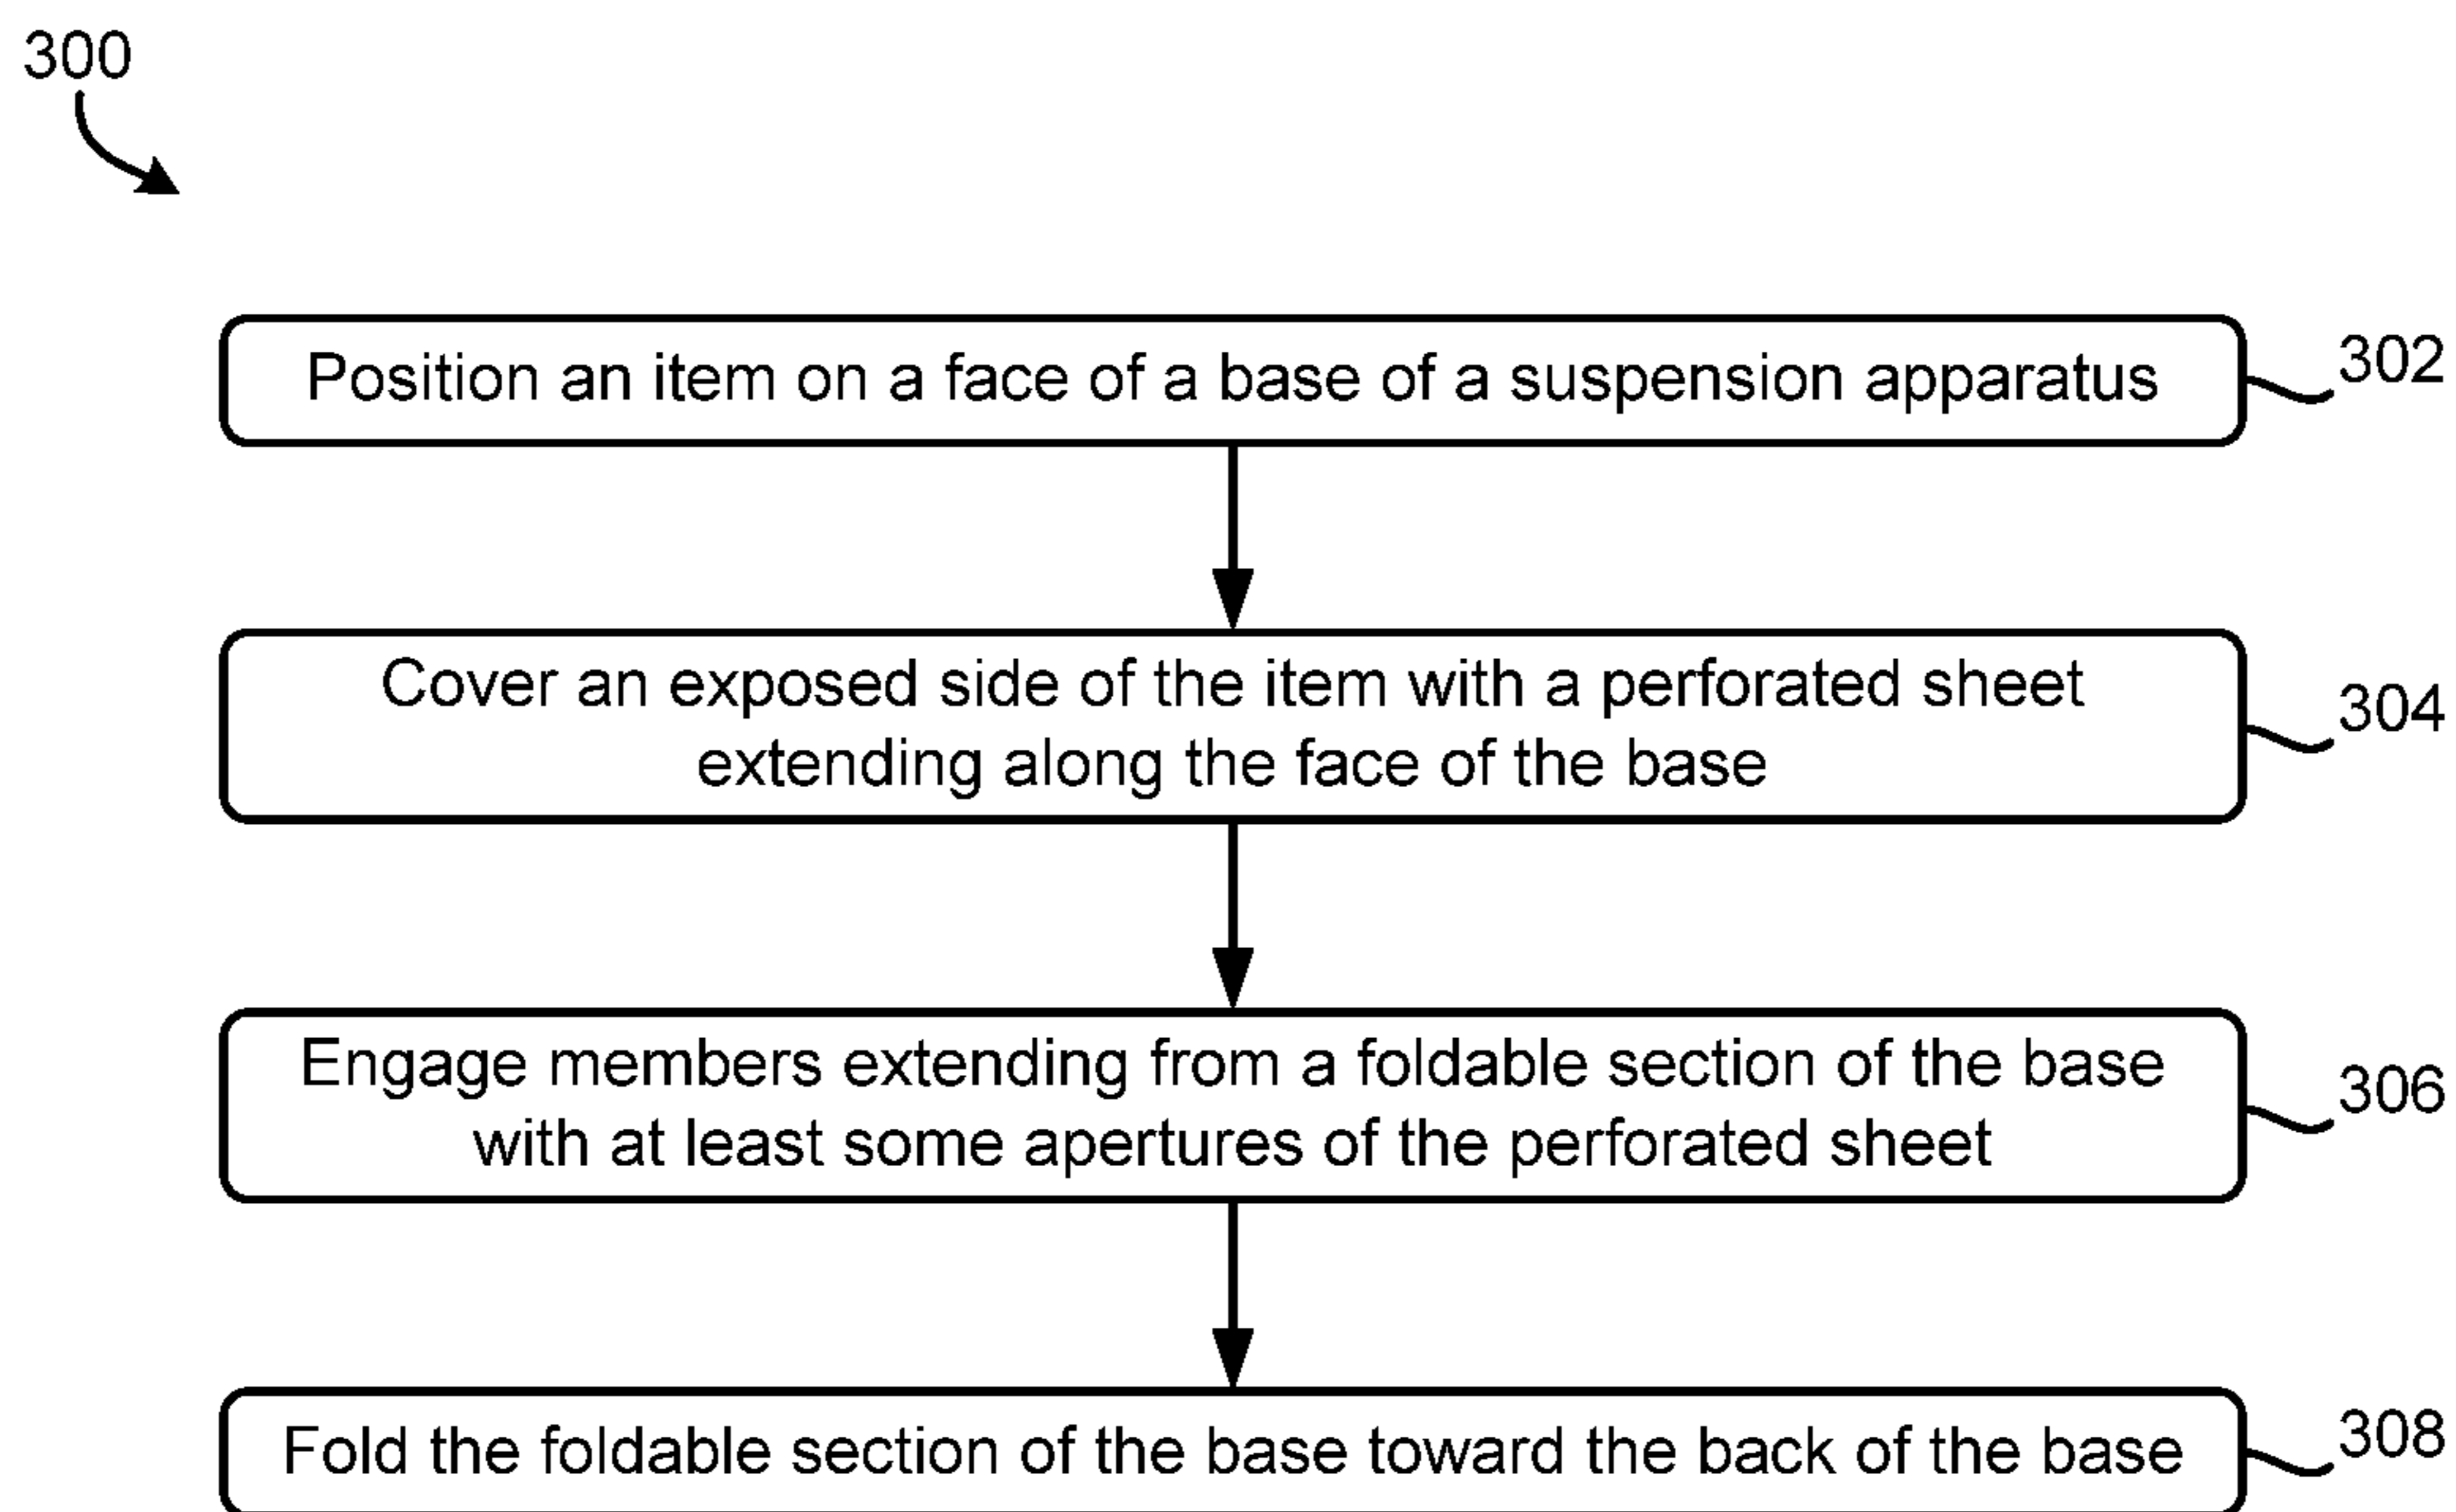 300
Position an item on a face of a base of a suspension apparatus
302
Cover an exposed side of the item with a perforated sheet
extending along the face of the base
304
Engage members extending from a foldable section of the base
with at least some apertures of the perforated sheet
306
Fold the foldable section of the base toward the back of the base
308